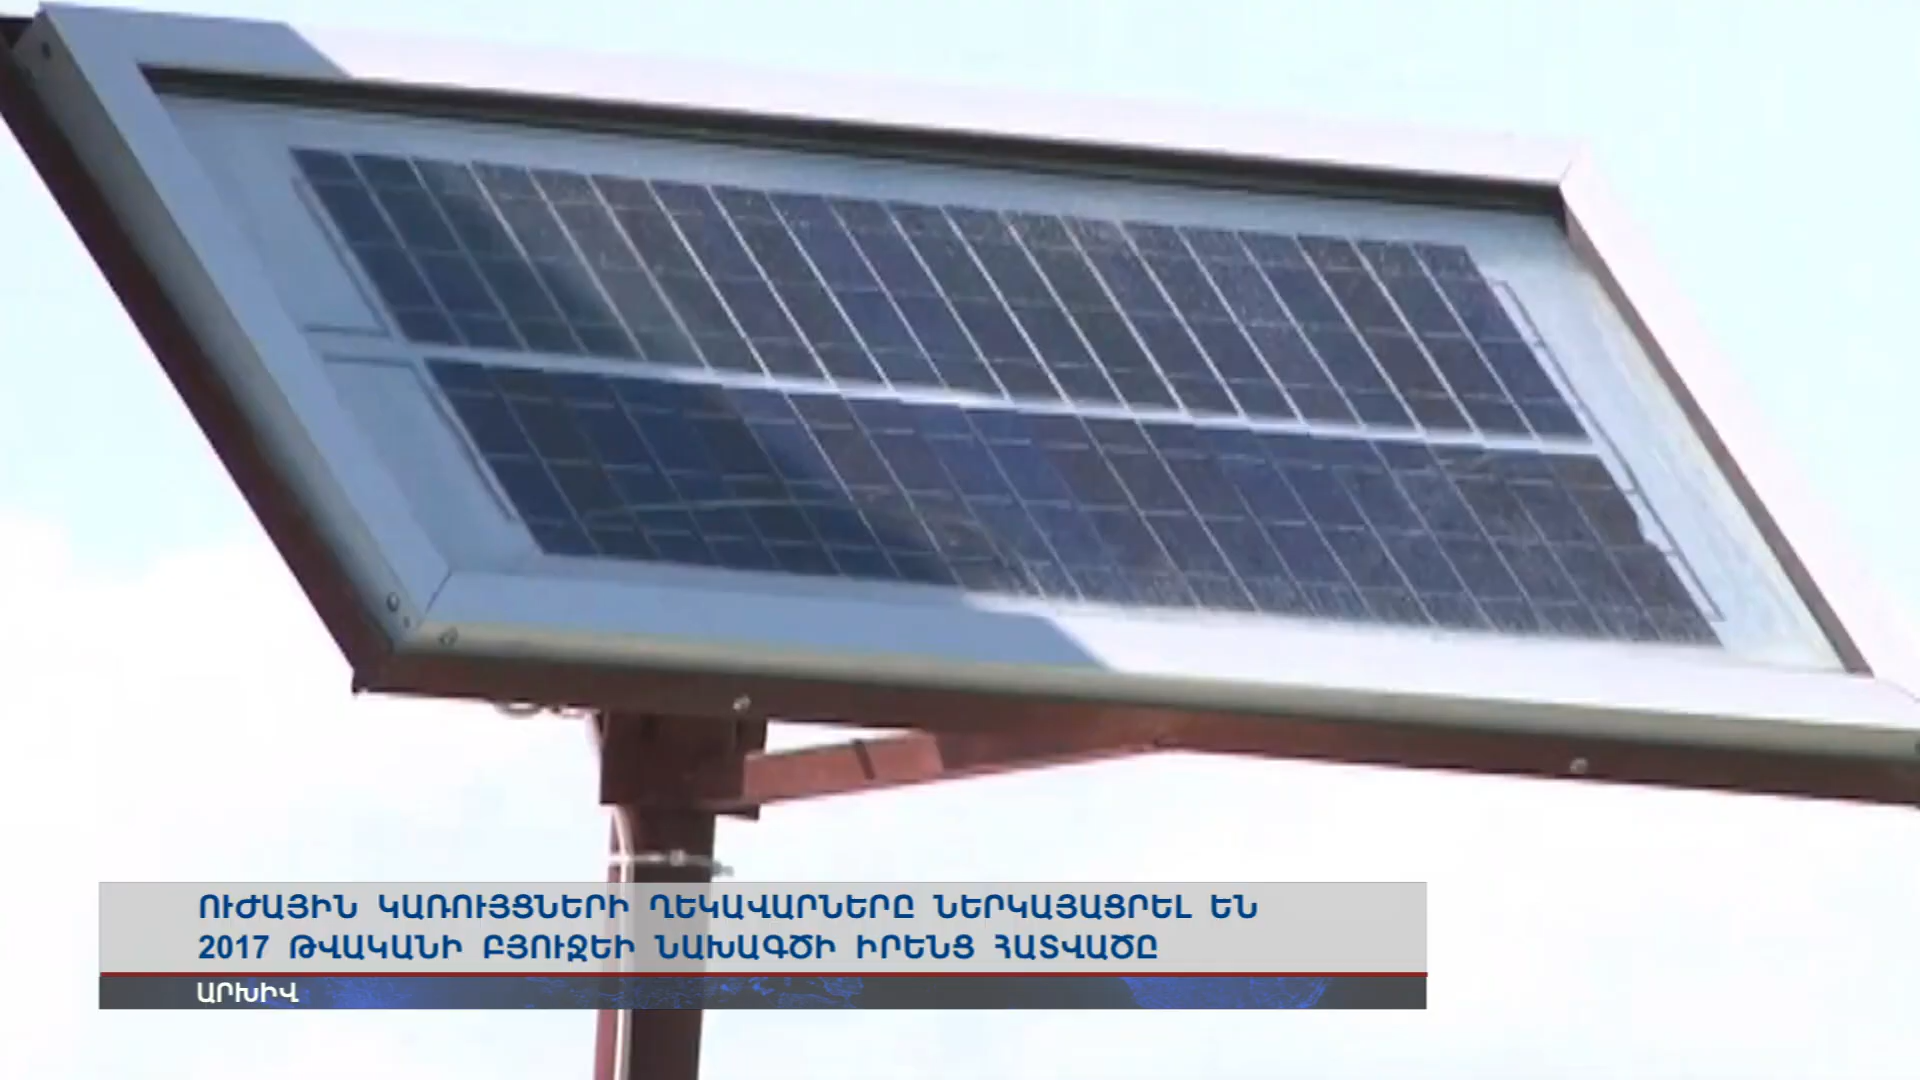 ՈՒԺԱՅԻՆ ԿԱՌՈՒՅՑՆԵՐԻ ՂԵԿԱՎԱՐՆԵՐԸ ՆԵՐԿԱՅԱՑՐԵԼ ԵՆ
2017 ԹՎԱԿԱՆԻ ԲՅՈՒՋԵԻ ՆԱԽԱԳԾԻ ԻՐԵՆՑ ՀԱՏՎԱԾԸ
ԱՐԽԻՎ